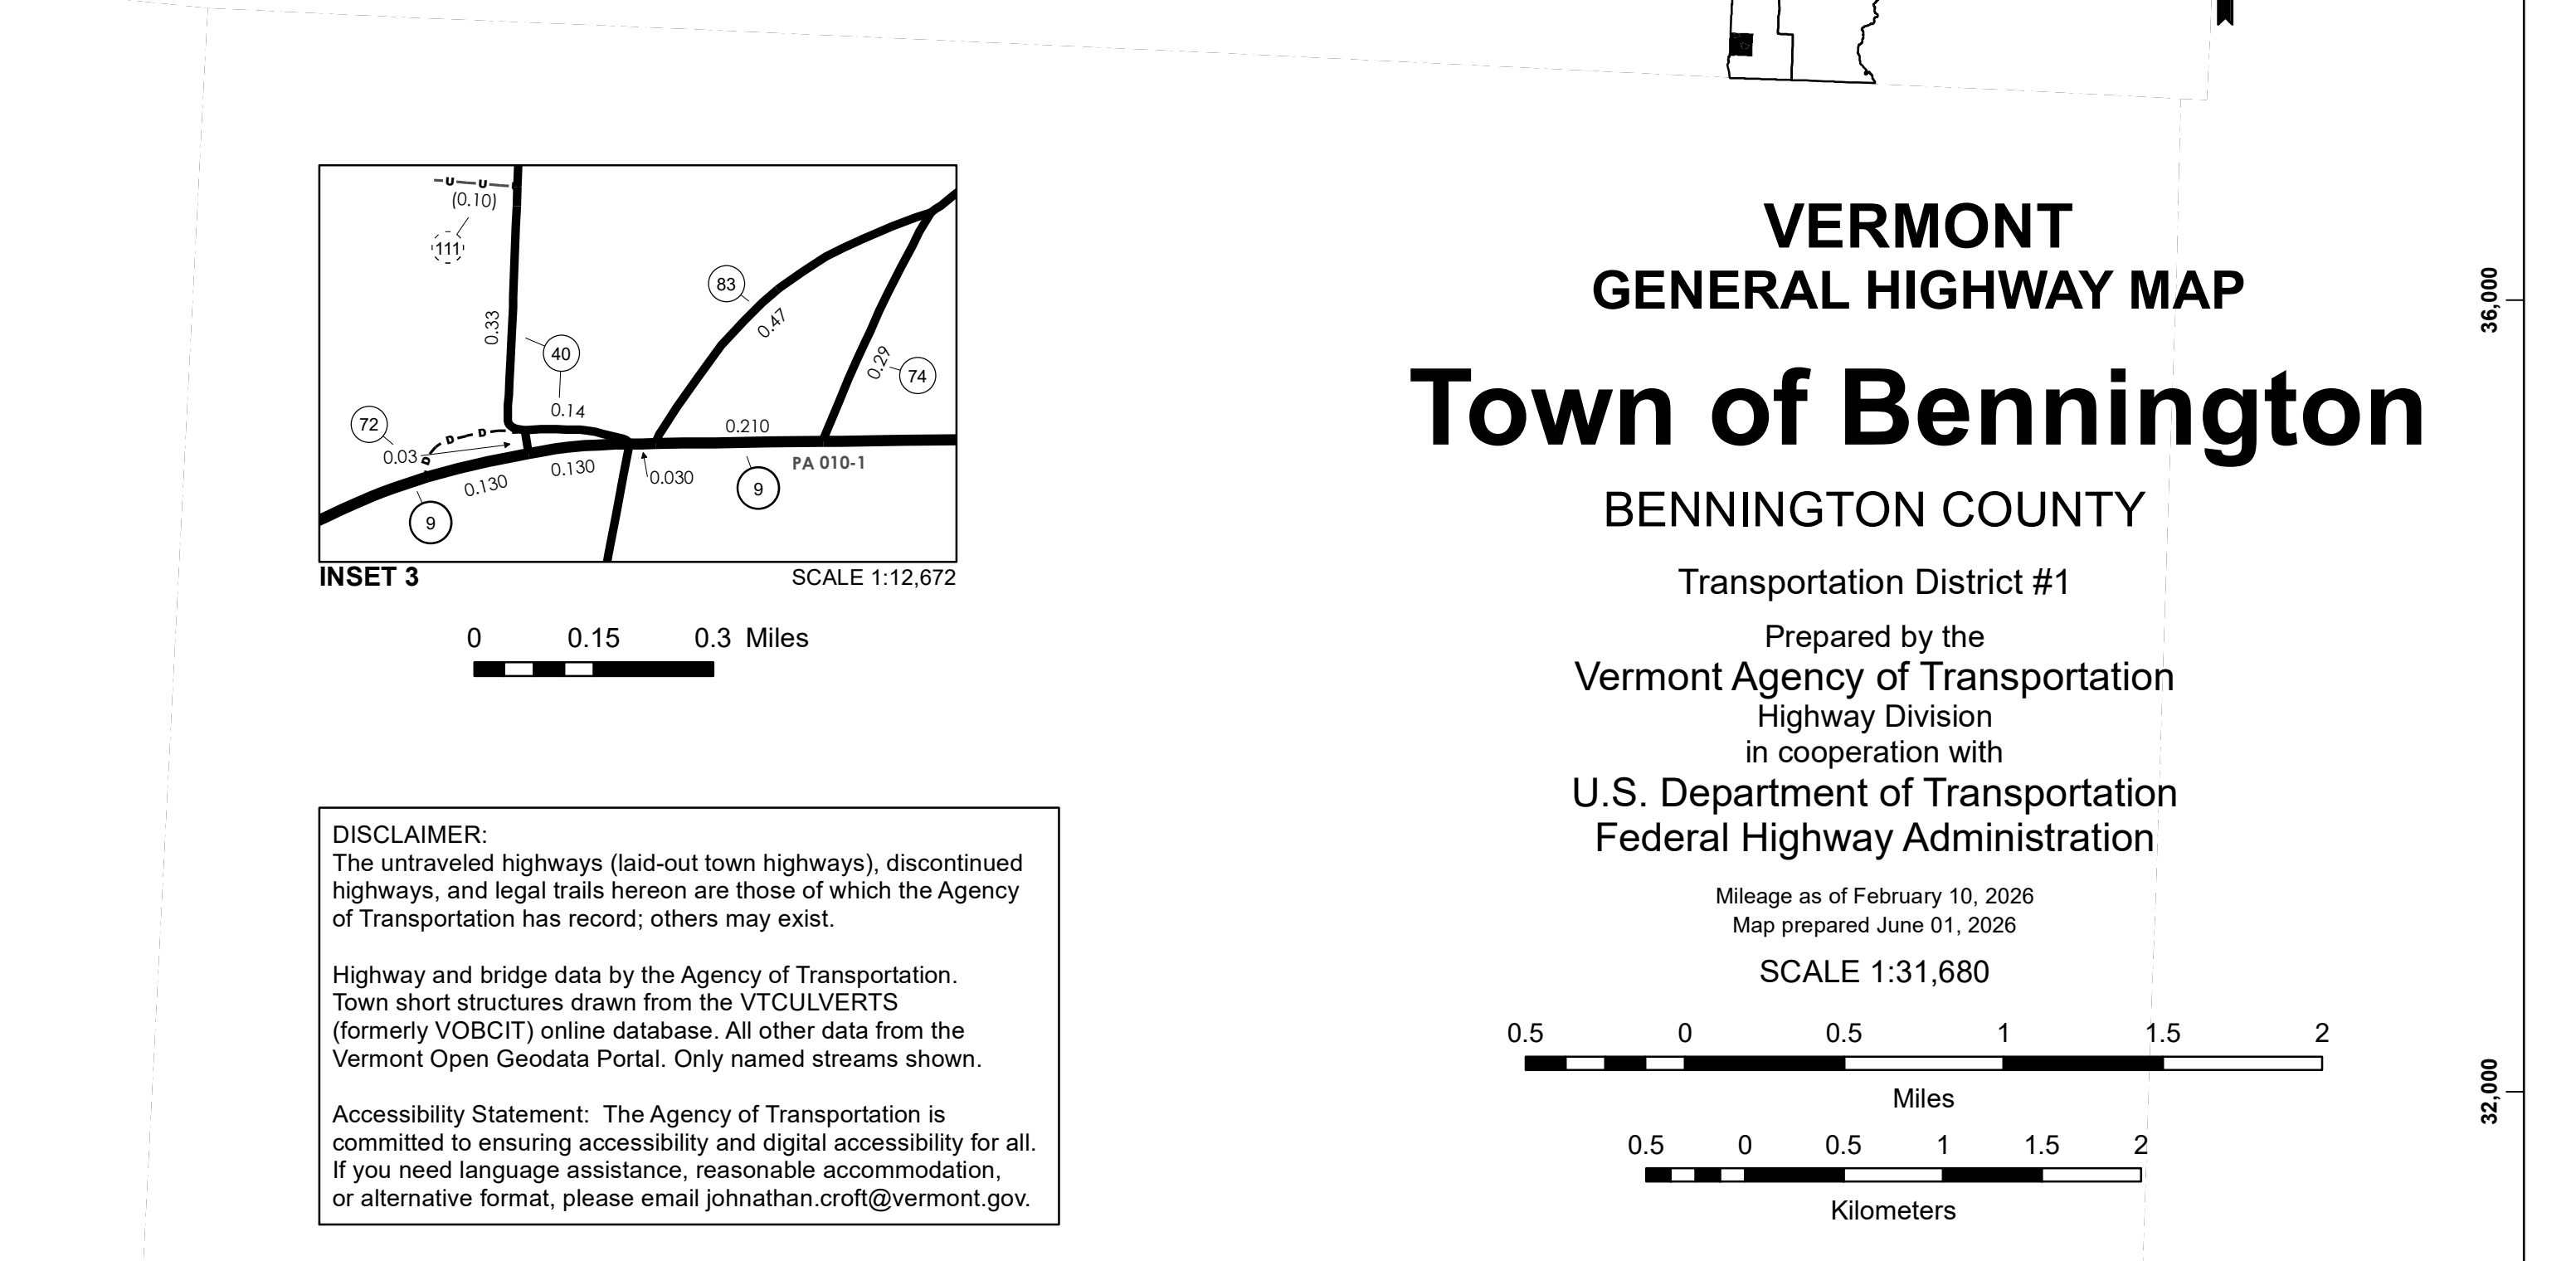 U U
(0.10)
111
83
0.47
0.33
40
0.29
74
0.14
72
D D
D
0.03
0.210
PA 010-1
0.130
0.130
0.030
9
9
INSET 3 SCALE 1:12,672
0 0.15 0.3 Miles
DISCLAIMER:
The untraveled highways (laid-out town highways), discontinued
highways, and legal trails hereon are those of which the Agency
of Transportation has record; others may exist.
Highway and bridge data by the Agency of Transportation.
Town short structures drawn from the VTCULVERTS
(formerly VOBCIT) online database. All other data from the
Vermont Open Geodata Portal. Only named streams shown.
Accessibility Statement: The Agency of Transportation is
committed to ensuring accessibility and digital accessibility for all.
If you need language assistance, reasonable accommodation,
or alternative format, please email johnathan.croft@vermont.gov.
VERMONT
GENERAL HIGHWAY MAP
Town of Bennington
BENNINGTON COUNTY
Transportation District #1
Prepared by the
Vermont Agency of Transportation
Highway Division
in cooperation with
U.S. Department of Transportation
Federal Highway Administration
Mileage as of February 10, 2026
Map prepared June 01, 2026
SCALE 1:31,680
0.5 0 0.5 1 1.5 2
Miles
0.5 0 0.5 1 1.5 2
Kilometers
36,000
32,000